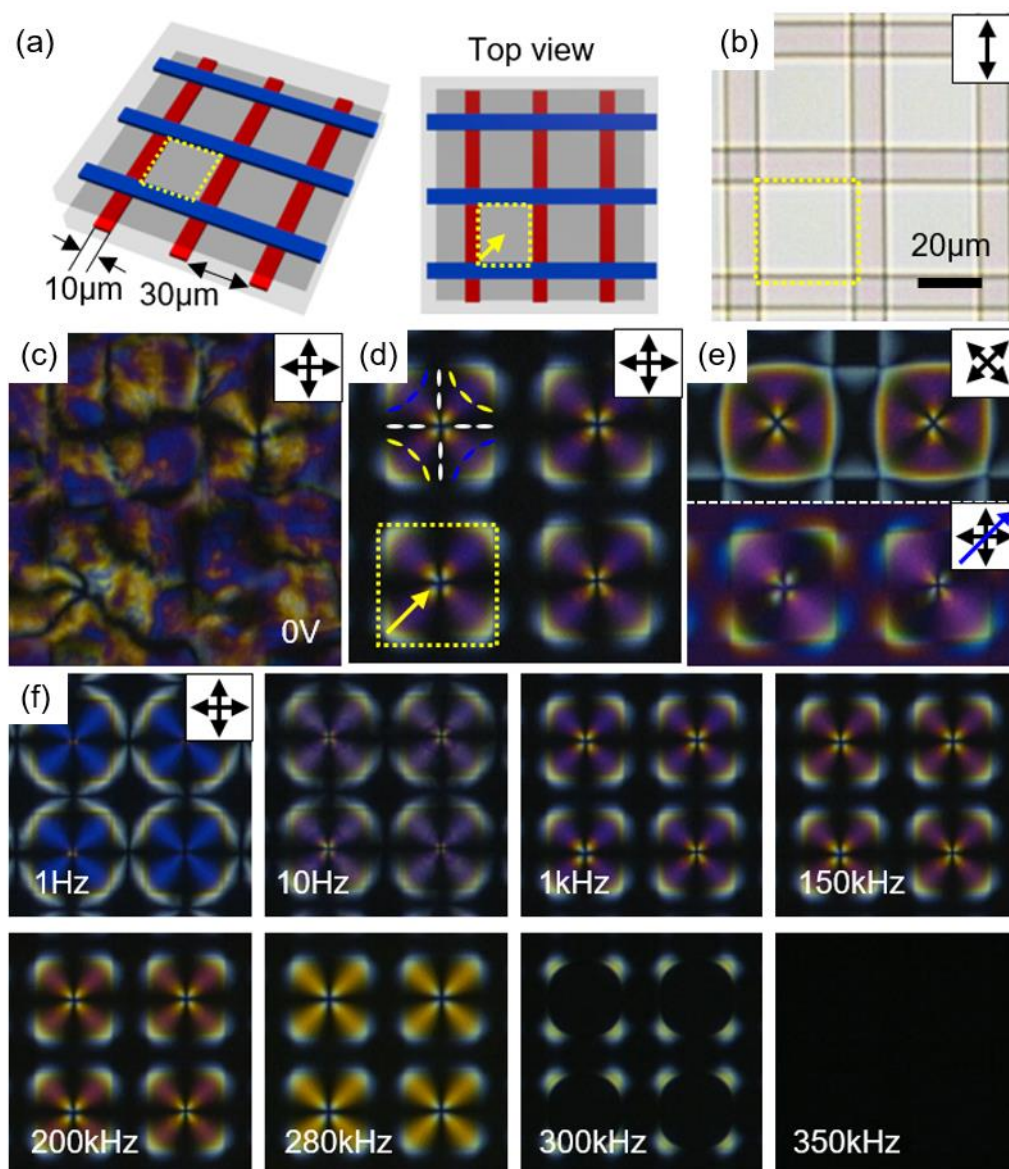 (a)
Top view
10μm
30μm
(b)
20μm
(c)
0V
(d)
(e)
(f)
1Hz
10Hz
1kHz
150kHz
200kHz
280kHz
300kHz
350kHz